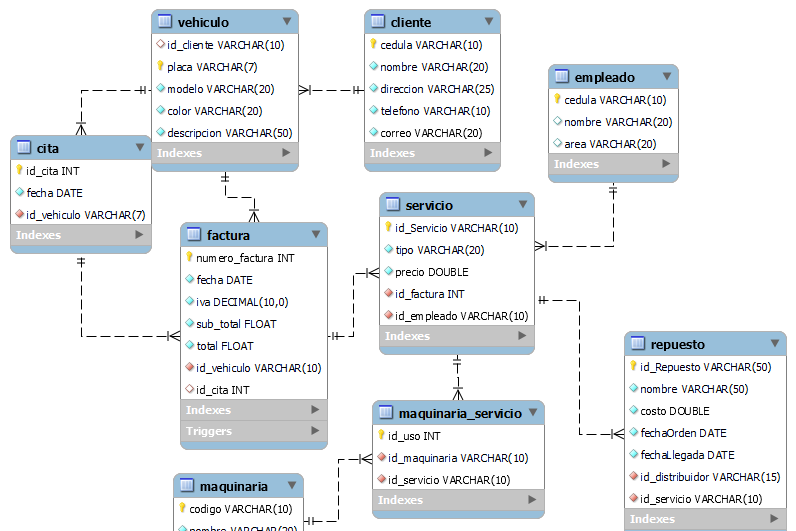 vehiculo
id_cliente VARCHAR(10)
placa VARCHAR(7)
modelo VARCHAR(20)
color VARCHAR(20)
descripcion VARCHAR(50)
Indexes
cliente
cedula VARCHAR(10)
nombre VARCHAR(20)
direccion VARCHAR(25)
telefono VARCHAR(10)
correo VARCHAR(20)
Indexes
empleado
cedula VARCHAR(10)
nombre VARCHAR(20)
area VARCHAR(20)
Indexes
cita
id_cita INT
fecha DATE
id_vehiculo VARCHAR(7)
Indexes
factura
numero_factura INT
fecha DATE
iva DECIMAL(10,0)
sub_total FLOAT
total FLOAT
id_vehiculo VARCHAR(10)
id_cita INT
Indexes
Triggers
servicio
id_Servicio VARCHAR(10)
tipo VARCHAR(20)
precio DOUBLE
id_factura INT
id_empleado VARCHAR(10)
Indexes
repuesto
id_Repuesto VARCHAR(50)
nombre VARCHAR(50)
costo DOUBLE
fechaOrden DATE
fechaLlegada DATE
id_distribuidor VARCHAR(15)
id_servicio VARCHAR(10)
Indexes
maquinaria_servicio
id_uso INT
id_maquinaria VARCHAR(10)
id_servicio VARCHAR(10)
Indexes
maquinaria
codigo VARCHAR(10)
nombre VARCHAR(20)